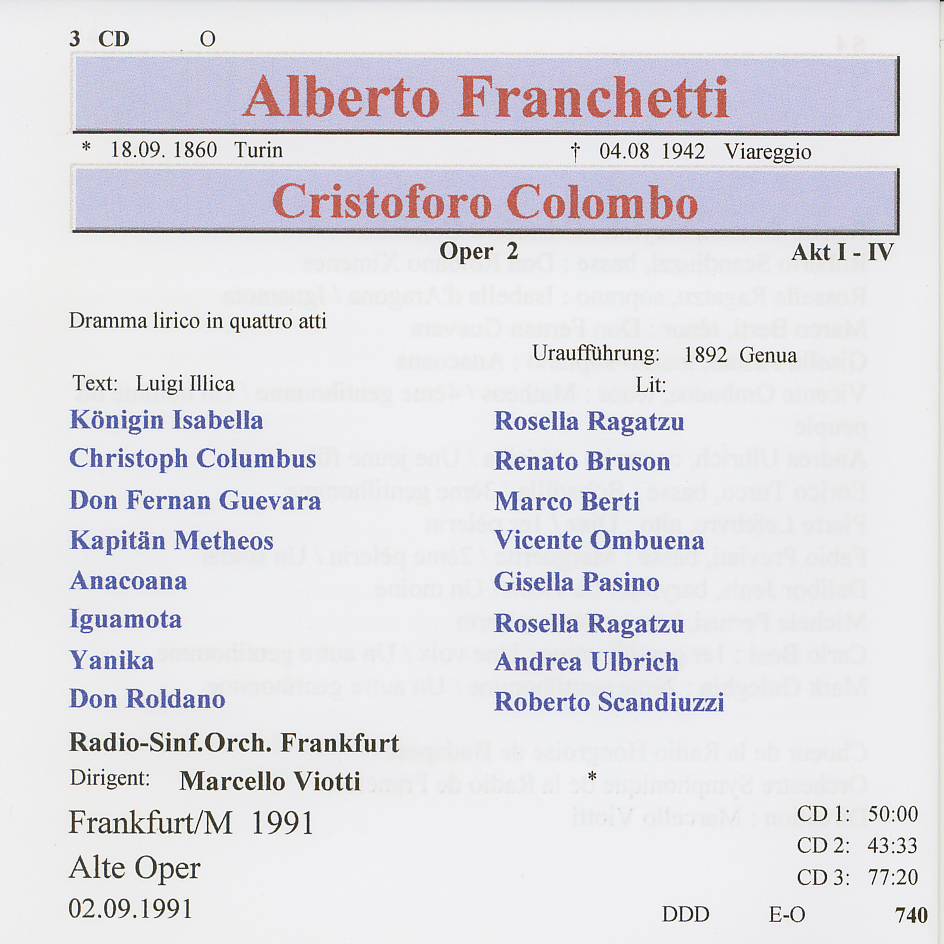 3 CD O
Alberto Franchetti
* 18.09. 1860 Turin † 04.08 1942 Viareggio
Cristoforo Colombo
Oper 2 Akt I - IV
Dramma lirico in quattro atti
Uraufführung: 1892 Genua
Text: Luigi Illica Lit:
Königin Isabella Rosella Ragatzu
Christoph Columbus Renato Bruson
Don Fernan Guevara Marco Berti
Kapitän Metheos Vicente Ombuena
Anacoana Gisella Pasino
Iguamota Rosella Ragatzu
Yanika Andrea Ulbrich
Don Roldano Roberto Scandiuzzi
Radio-Sinf.Orch. Frankfurt
Dirigent: Marcello Viotti *
Frankfurt/M 1991
CD 1: 50:00
Alte Oper
CD 2: 43:33
CD 3: 77:20
02.09.1991
DDD E-O 740